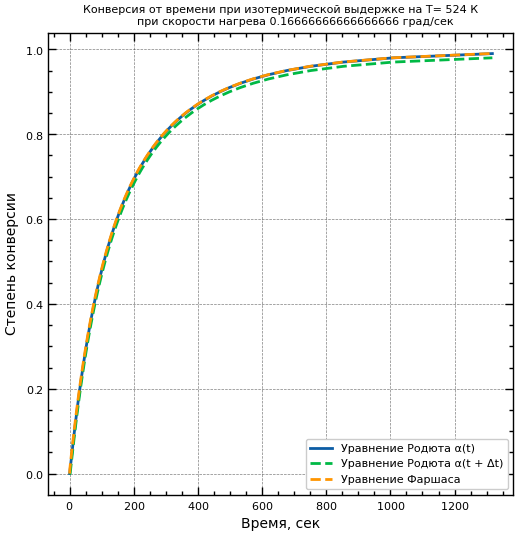 Конверсия от времени при изотермической выдержке на T= 524 К
при скорости нагрева 0.16666666666666666 град/сек
1.0
0.8
0.6
0.4
0.2
0.0
Степень конверсии
Уравнение Родюта α(t)
Уравнение Родюта α(t + Δt)
Уравнение Фаршаса
0 200 400 600 800 1000 1200
Время, сек